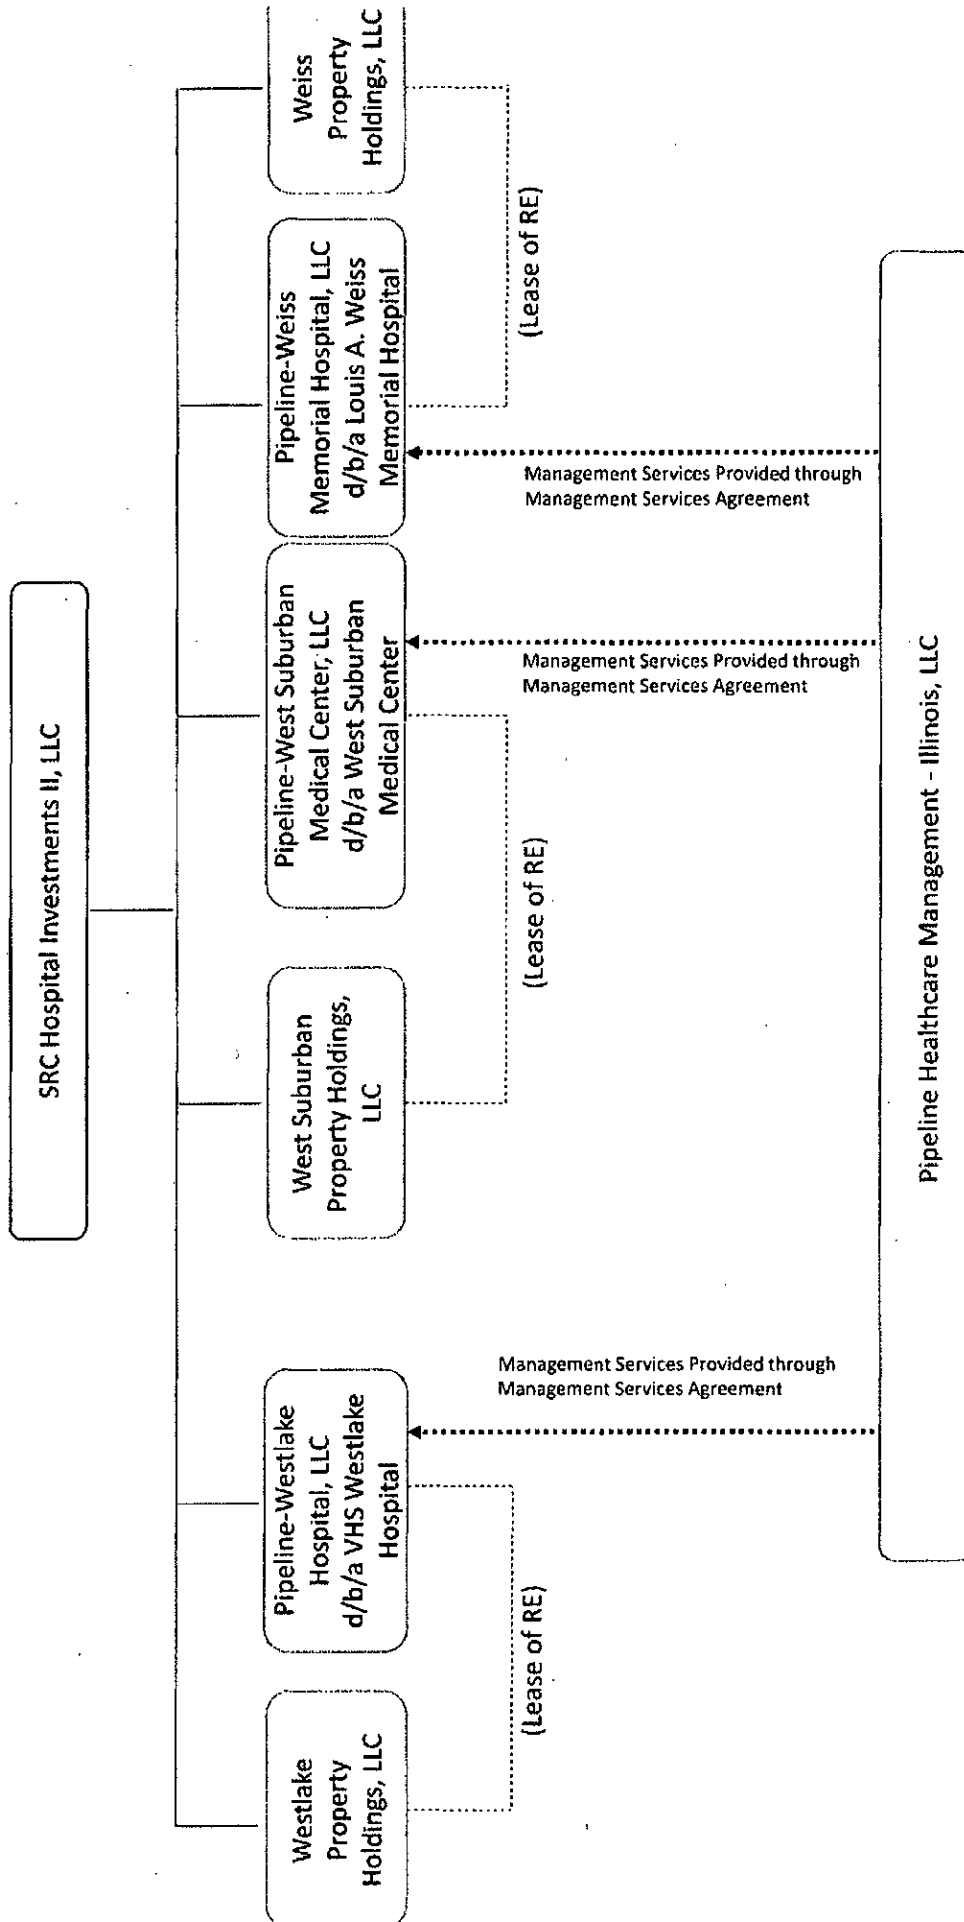 SRC Hospital Investments II, LLC
Westlake
Property
Holdings, LLC
Pipeline-Westlake
Hospital, LLC
d/b/a VHS Westlake
Hospital
West Suburban
Property Holdings,
LLC
Pipeline-West Suburban
Medical Center, LLC
d/b/a West Suburban
Medical Center
Pipeline-Weiss
Memorial Hospital, LLC
d/b/a Louis A. Weiss
Memorial Hospital
Weiss
Property
Holdings, LLC
(Lease of RE)
Management Services Provided through
Management Services Agreement
(Lease of RE)
Management Services Provided through
Management Services Agreement
Management Services Provided through
Management Services Agreement
(Lease of RE)
Pipeline Healthcare Management - Illinois, LLC